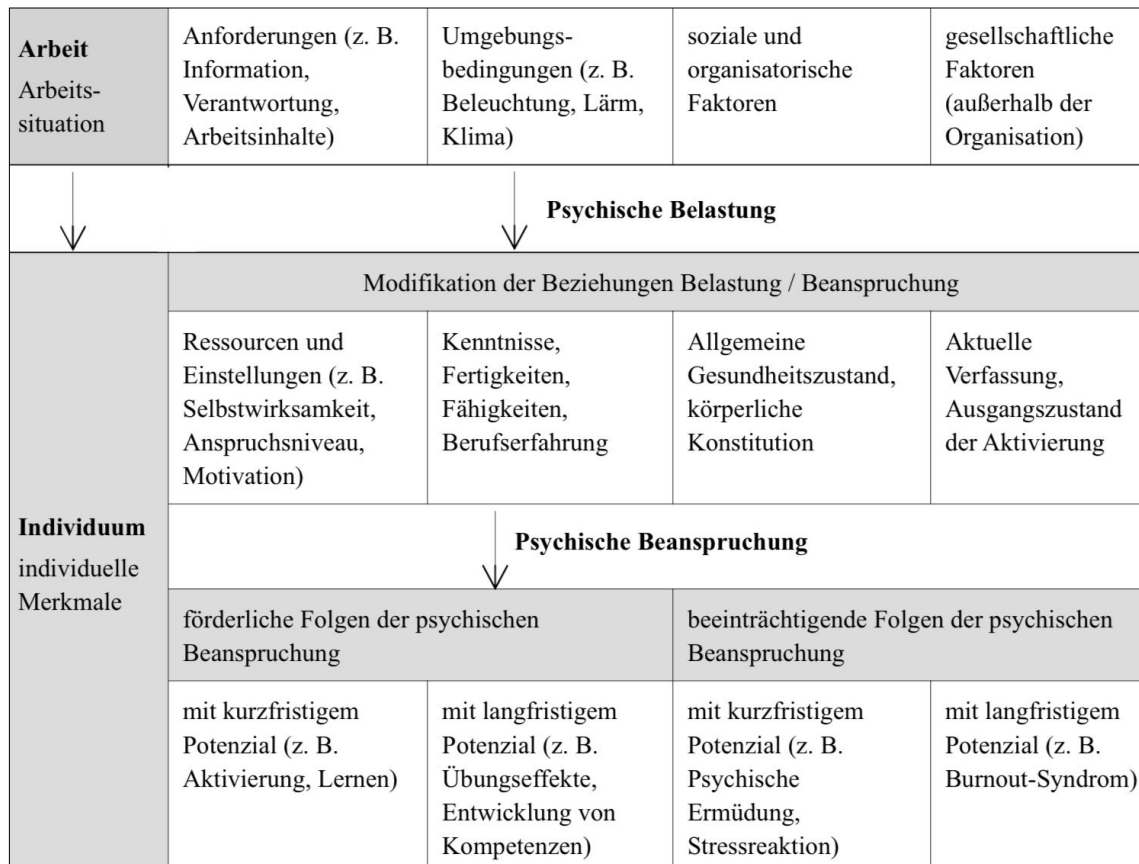 Arbeit
Arbeits-
situation
Anforderungen (z. B.
Information,
Verantwortung,
Arbeitsinhalte)
Umgebungs-
bedingungen (z. B.
Beleuchtung, Lärm,
Klima)
soziale und
organisatorische
Faktoren
gesellschaftliche
Faktoren
(außerhalb der
Organisation)
Psychische Belastung
Individuum
individuelle
Merkmale
Modifikation der Beziehungen Belastung / Beanspruchung
Ressourcen und
Einstellungen (z. B.
Selbstwirksamkeit,
Anspruchsniveau,
Motivation)
Kenntnisse,
Fertigkeiten,
Fähigkeiten,
Berufserfahrung
Allgemeine
Gesundheitszustand,
körperliche
Konstitution
Aktuelle
Verfassung,
Ausgangszustand
der Aktivierung
Psychische Beanspruchung
förderliche Folgen der psychischen
Beanspruchung
beeinträchtigende Folgen der psychischen
Beanspruchung
mit kurzfristigem
Potenzial (z. B.
Aktivierung, Lernen)
mit langfristigem
Potenzial (z. B.
Übungseffekte,
Entwicklung von
Kompetenzen)
mit kurzfristigem
Potenzial (z. B.
Psychische
Ermüdung,
Stressreaktion)
mit langfristigem
Potenzial (z. B.
Burnout-Syndrom)